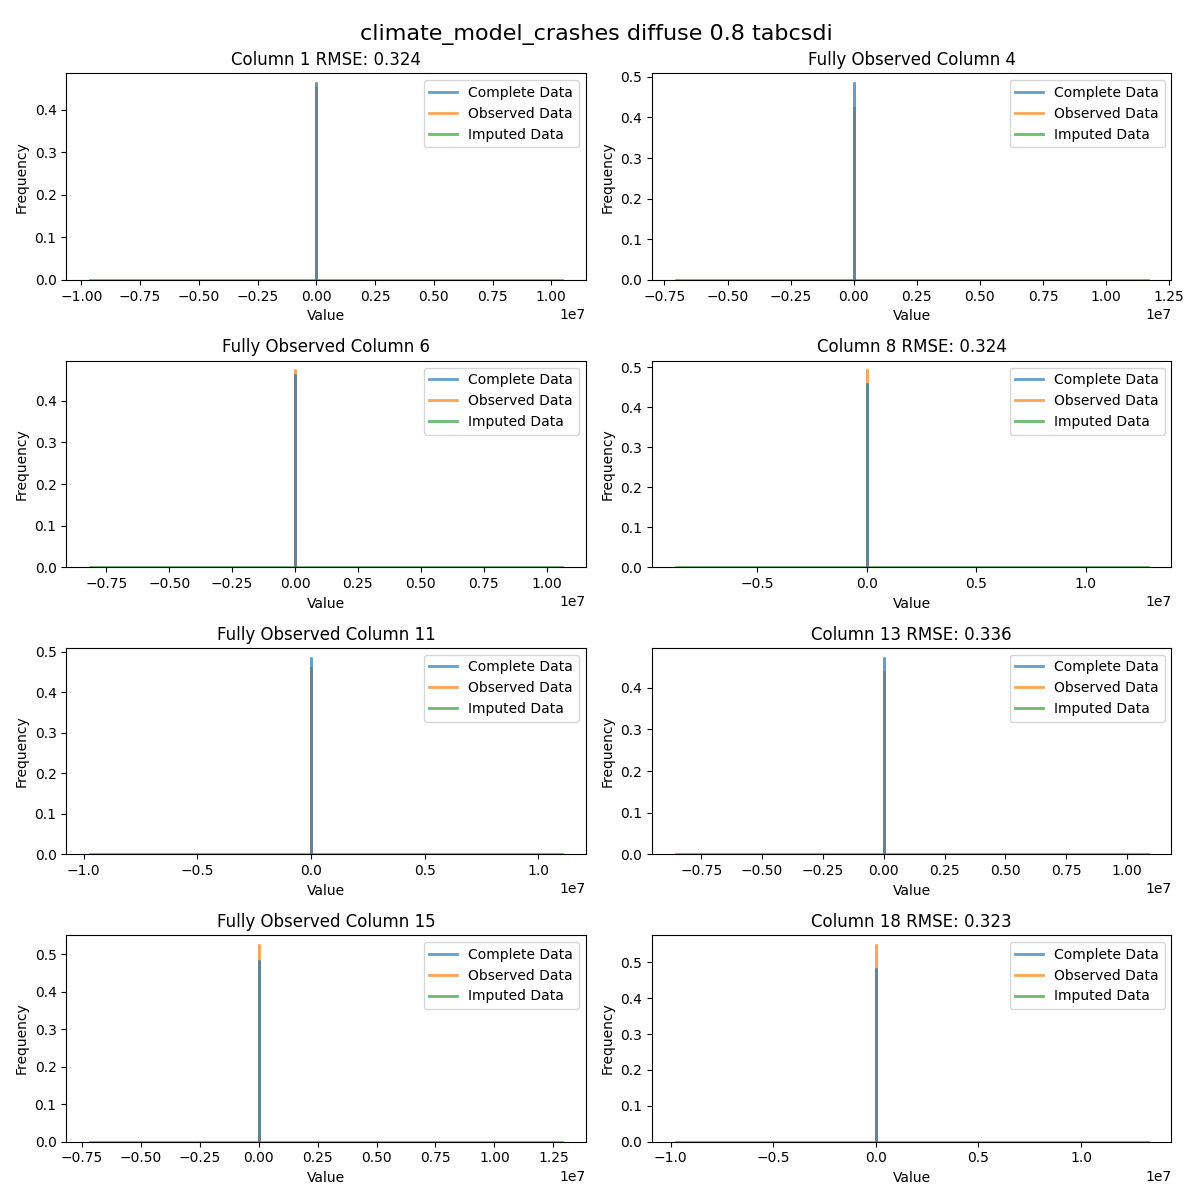 climate_model_crashes diffuse 0.8 tabcsdi
Column 1 RMSE: 0.324
Frequency
0.4
0.3
0.2
0.1
0.0
Complete Data
Observed Data
Imputed Data
−1.00 −0.75 −0.50 −0.25 0.00 0.25 0.50 0.75 1.00
Value
1e7
Fully Observed Column 4
Frequency
0.5
0.4
0.3
0.2
0.1
0.0
Complete Data
Observed Data
Imputed Data
−0.75 −0.50 −0.25 0.00 0.25 0.50 0.75 1.00 1.25
Value
1e7
Fully Observed Column 6
Frequency
0.4
0.3
0.2
0.1
0.0
Complete Data
Observed Data
Imputed Data
−0.75 −0.50 −0.25 0.00 0.25 0.50 0.75 1.00
Value
1e7
Column 8 RMSE: 0.324
Frequency
0.5
0.4
0.3
0.2
0.1
0.0
Complete Data
Observed Data
Imputed Data
−0.5 0.0 0.5 1.0
Value
1e7
Fully Observed Column 11
Frequency
0.5
0.4
0.3
0.2
0.1
0.0
Complete Data
Observed Data
Imputed Data
−1.0 −0.5 0.0 0.5 1.0
Value
1e7
Column 13 RMSE: 0.336
Frequency
0.4
0.3
0.2
0.1
0.0
Complete Data
Observed Data
Imputed Data
−0.75 −0.50 −0.25 0.00 0.25 0.50 0.75 1.00
Value
1e7
Fully Observed Column 15
Frequency
0.5
0.4
0.3
0.2
0.1
0.0
Complete Data
Observed Data
Imputed Data
−0.75 −0.50 −0.25 0.00 0.25 0.50 0.75 1.00 1.25
Value
1e7
Column 18 RMSE: 0.323
Frequency
0.5
0.4
0.3
0.2
0.1
0.0
Complete Data
Observed Data
Imputed Data
−1.0 −0.5 0.0 0.5 1.0
Value
1e7